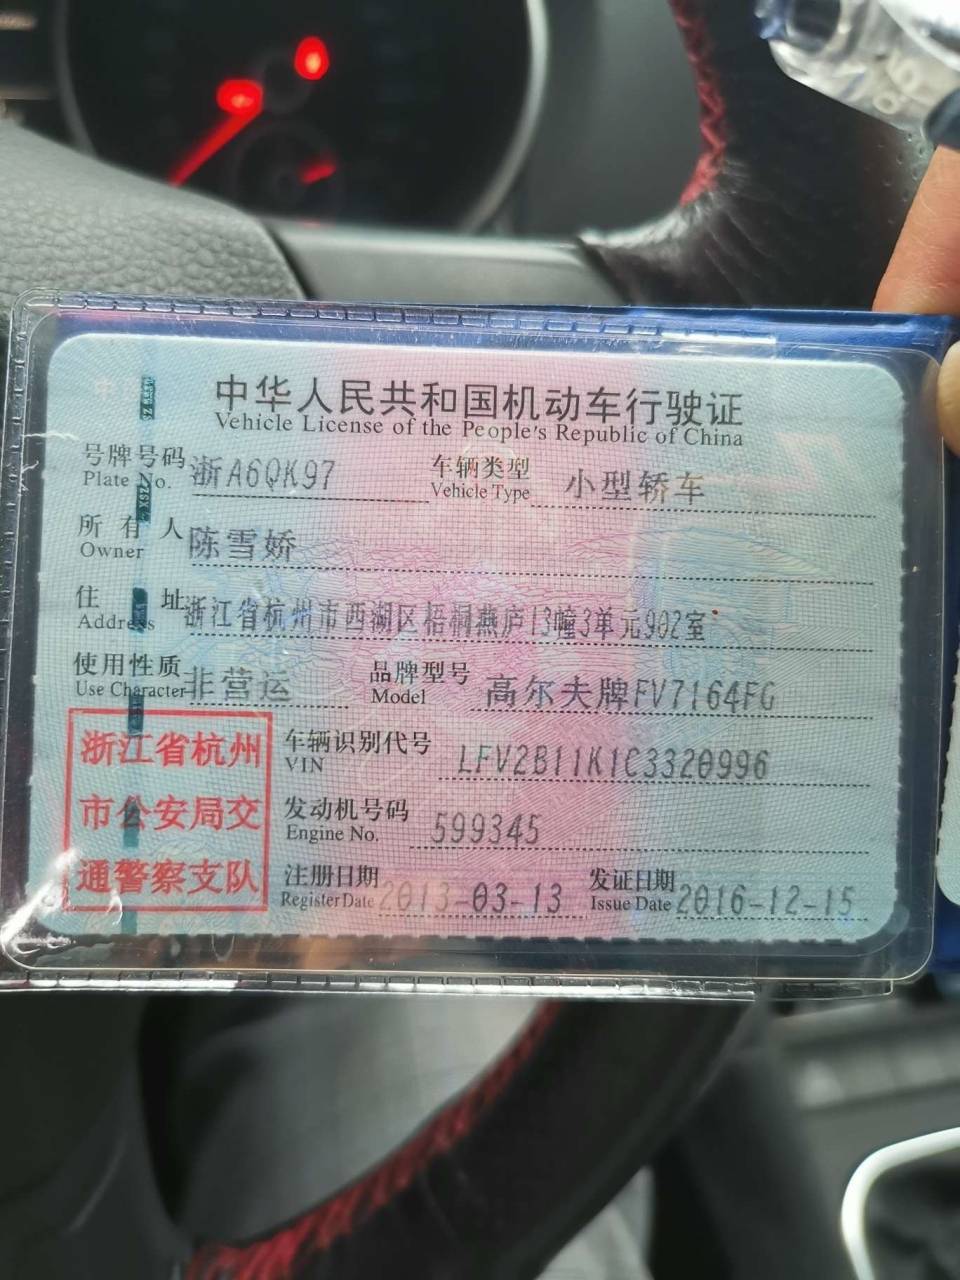 中华人民共和国机动车行驶证
Vehicle License of the People's Republic of China
号牌号码 浙A6QK97 车辆类型 小型轿车
Plate No. Vehicle Type
所有人 陈雪娇
Owner
住址 浙江省杭州市西湖区梧桐燕庐13幢3单元902室
Address
使用性质 非营运 品牌型号 高尔夫牌FV7164FG
Use Character Model
浙江省杭州
市公安局交
通警察支队
车辆识别代号 LFV2B11K1C3320996
VIN
发动机号码 599345
Engine No.
注册日期 2013-03-13 发证日期 2016-12-15
Register Date Issue Date